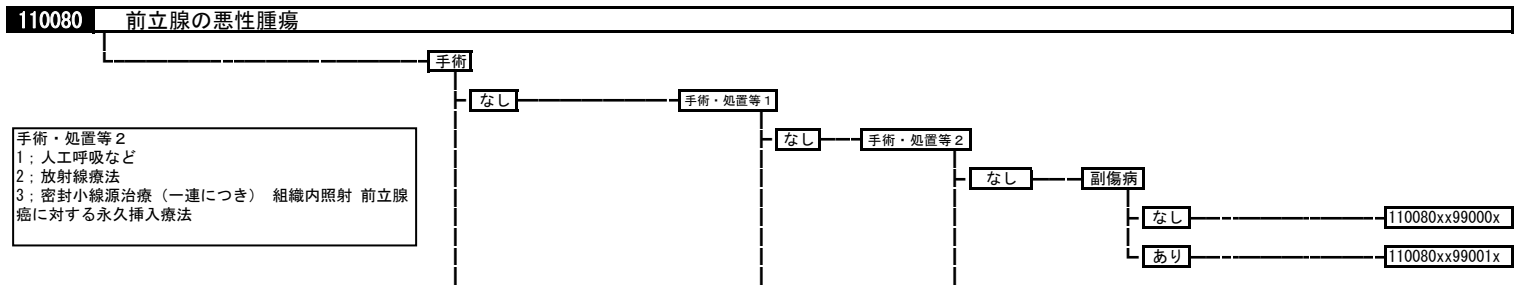 110080 前立腺の悪性腫瘍
手術
なし 手術・処置等1
手術・処置等2
1；人工呼吸など
2；放射線療法
3；密封小線源治療（一連につき） 組織内照射 前立腺
癌に対する永久挿入療法
なし 手術・処置等2
なし 副傷病
なし 110080xx99000x
あり 110080xx99001x